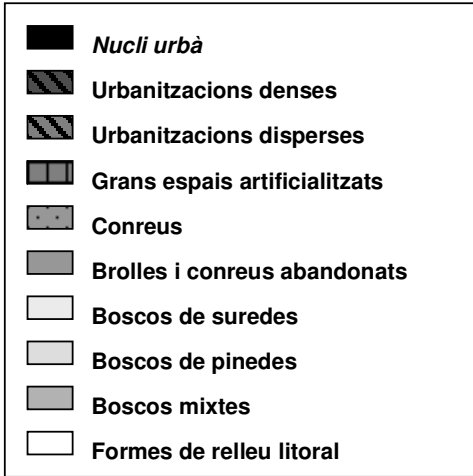 Nucli urbà
Urbanitzacions denses
Urbanitzacions disperses
Grans espais artificialitzats
Conreus
Brolles i conreus abandonats
Boscos de suredes
Boscos de pinedes
Boscos mixtes
Formes de relleu litoral